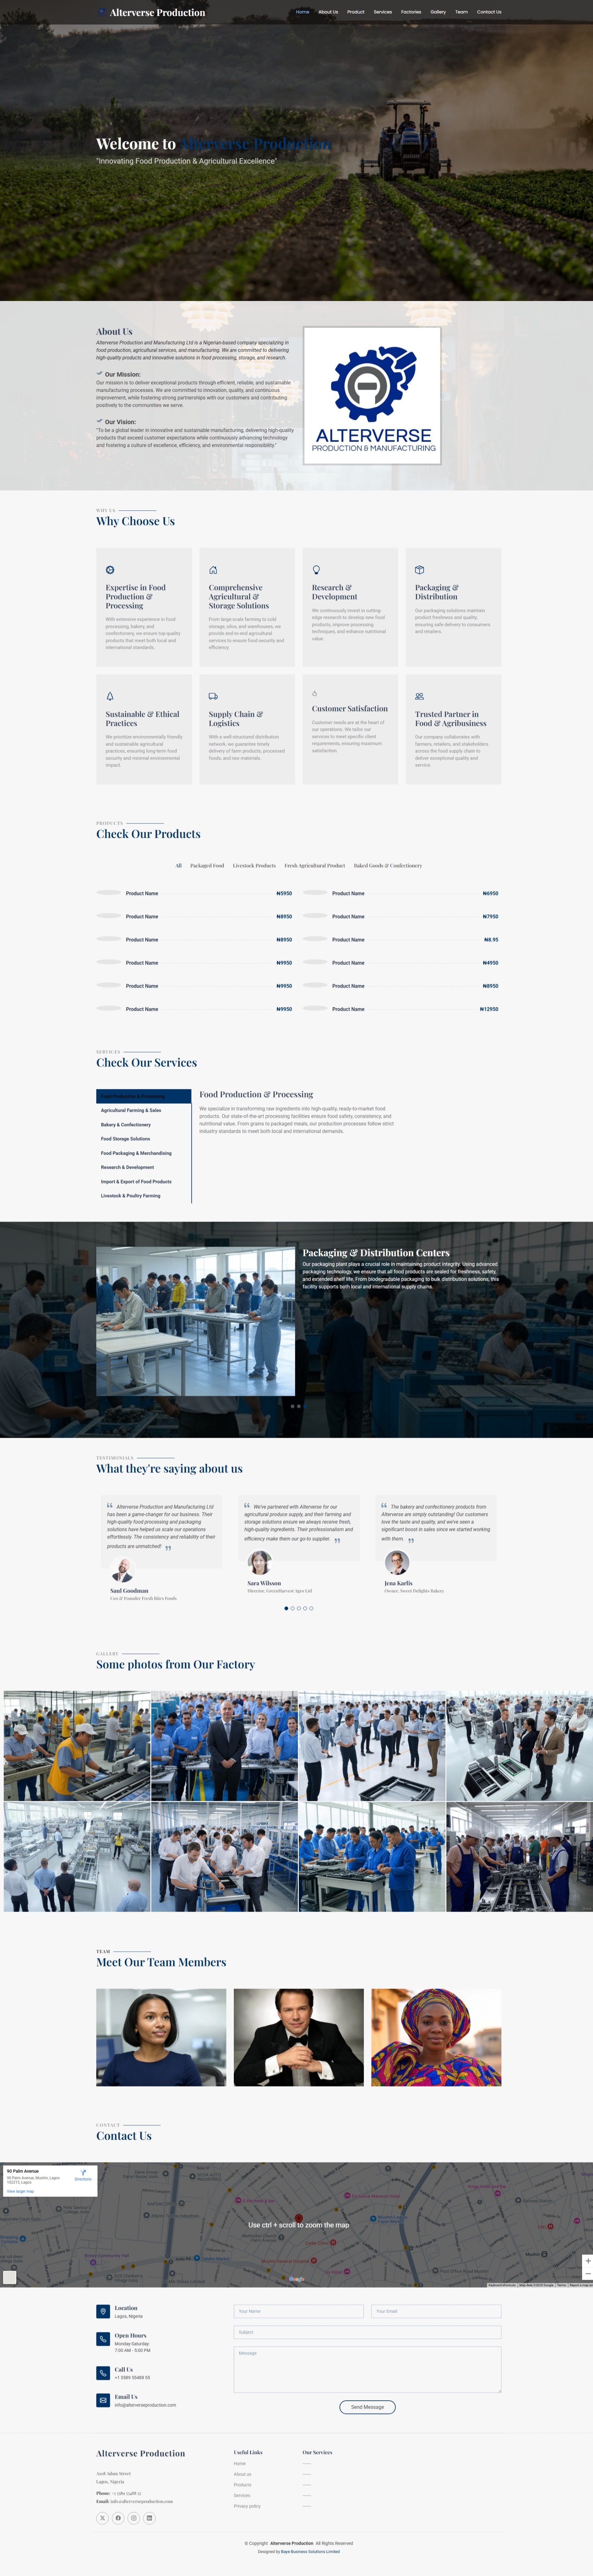 Alterverse Production
Home About Us Product Services Factories Gallery Team Contact Us
Welcome to Alterverse Production
"Innovating Food Production & Agricultural Excellence"
About Us
Alterverse Production and Manufacturing Ltd is a Nigerian-based company specializing in
food production, agricultural services, and manufacturing. We are committed to delivering
high-quality products and innovative solutions in food processing, storage, and research.
Our Mission:
Our mission is to deliver exceptional products through efficient, reliable, and sustainable
manufacturing processes. We are committed to innovation, quality, and continuous
improvement, while fostering strong partnerships with our customers and contributing
positively to the communities we serve.
Our Vision:
"To be a global leader in innovative and sustainable manufacturing, delivering high-quality
products that exceed customer expectations while continuously advancing technology
and fostering a culture of excellence, efficiency, and environmental responsibility."
ALTERVERSE
PRODUCTION & MANUFACTURING
WHY US
Why Choose Us
Expertise in Food
Production &
Processing
With extensive experience in food
processing, bakery, and
confectionery, we ensure top-quality
products that meet both local and
international standards.
Comprehensive
Agricultural &
Storage Solutions
From large-scale farming to cold
storage, silos, and warehouses, we
provide end-to-end agricultural
services to ensure food security and
efficiency.
Research &
Development
We continuously invest in cutting-
edge research to develop new food
products, improve processing
techniques, and enhance nutritional
value.
Packaging &
Distribution
Our packaging solutions maintain
product freshness and quality,
ensuring safe delivery to consumers
and retailers.
Sustainable & Ethical
Practices
We prioritize environmentally friendly
and sustainable agricultural
practices, ensuring long-term food
security and minimal environmental
impact.
Supply Chain &
Logistics
With a well-structured distribution
network, we guarantee timely
delivery of farm products, processed
foods, and raw materials.
Customer Satisfaction
Customer needs are at the heart of
our operations. We tailor our
services to meet specific client
requirements, ensuring maximum
satisfaction.
Trusted Partner in
Food & Agribusiness
Our company collaborates with
farmers, retailers, and stakeholders
across the food supply chain to
deliver exceptional quality and
service.
PRODUCTS
Check Our Products
All Packaged Food Livestock Products Fresh Agricultural Product Baked Goods & Confectionery
Product Name ₦5950 Product Name ₦6950
Product Name ₦8950 Product Name ₦7950
Product Name ₦8950 Product Name ₦8.95
Product Name ₦9950 Product Name ₦4950
Product Name ₦9950 Product Name ₦8950
Product Name ₦9950 Product Name ₦12950
SERVICES
Check Our Services
Food Production & Processing
Agricultural Farming & Sales
Bakery & Confectionery
Food Storage Solutions
Food Packaging & Merchandising
Research & Development
Import & Export of Food Products
Livestock & Poultry Farming
Food Production & Processing
We specialize in transforming raw ingredients into high-quality, ready-to-market food
products. Our state-of-the-art processing facilities ensure food safety, consistency, and
nutritional value. From grains to packaged meals, our production processes follow strict
industry standards to meet both local and international demands.
Packaging & Distribution Centers
Our packaging plant plays a crucial role in maintaining product integrity. Using advanced
packaging technology, we ensure that all food products are sealed for freshness, safety,
and extended shelf life. From biodegradable packaging to bulk distribution solutions, this
facility supports both local and international supply chains.
TESTIMONIALS
What they're saying about us
Alterverse Production and Manufacturing Ltd
has been a game-changer for our business. Their
high-quality food processing and packaging
solutions have helped us scale our operations
effortlessly. The consistency and reliability of their
products are unmatched!
Saul Goodman
Ceo & Founder Fresh Bites Foods
We've partnered with Alterverse for our
agricultural supply needs, and their farming and
storage solutions ensure we always receive fresh,
high-quality ingredients. Their professionalism and
efficiency make them our go-to supplier.
Sara Wilsson
Director, GreenHarvest Agro Ltd
The bakery and confectionery products from
Alterverse are simply outstanding! Our customers
love the taste and quality, and we've seen a
significant boost in sales since we started working
with them.
Jena Karlis
Owner, Sweet Delights Bakery
GALLERY
Some photos from Our Factory
TEAM
Meet Our Team Members
CONTACT
Contact Us
90 Palm Avenue
90 Palm Avenue, Mushin, Lagos
102215, Lagos
Directions
View larger map
Use ctrl + scroll to zoom the map
Google
Location
Lagos, Nigeria
Open Hours
Monday-Saturday:
7:00 AM - 5:00 PM
Call Us
+1 5589 55488 55
Email Us
info@alterverseproduction.com
Your Name Your Email
Subject
Message
Send Message
Alterverse Production
A108 Adam Street
Lagos, Nigeria
Phone: +1 5589 55488 55
Email: info@alterverseproduction.com
Useful Links
Home
About us
Products
Services
Privacy policy
Our Services
© Copyright Alterverse Production All Rights Reserved
Designed by Baye Business Solutions Limited